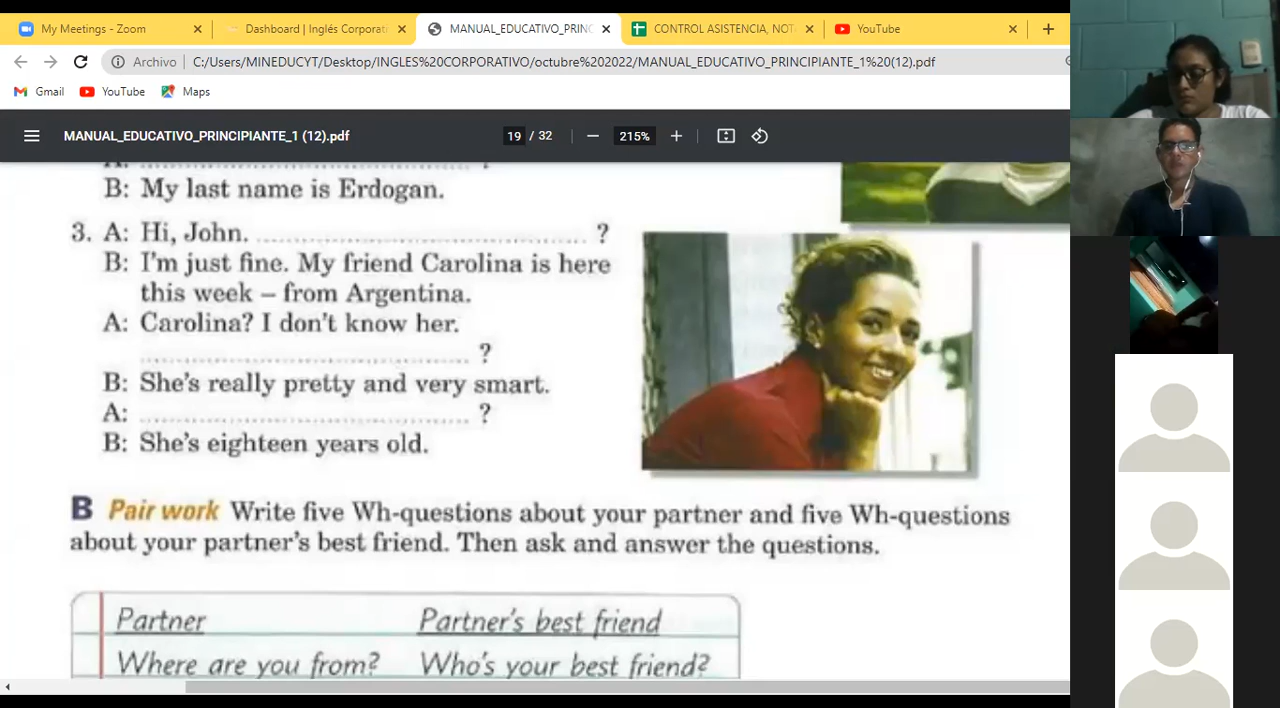 My Meetings - Zoom
Dashboard | Inglés Corporati
MANUAL_EDUCATIVO_PRINC
CONTROL ASISTENCIA, NOT
YouTube
Archivo
C:/Users/MINEDUCYT/Desktop/INGLES%20CORPORATIVO/octubre%202022/MANUAL_EDUCATIVO_PRINCIPIANTE_1%20(12).pdf
Gmail
YouTube
Maps
MANUAL_EDUCATIVO_PRINCIPIANTE_1 (12).pdf
19 / 32
215%
B: My last name is Erdogan.
3. A: Hi, John. ........................................ ?
B: I'm just fine. My friend Carolina is here
this week – from Argentina.
A: Carolina? I don't know her.
........................................ ?
B: She's really pretty and very smart.
A: ........................................ ?
B: She's eighteen years old.
B Pair work Write five Wh-questions about your partner and five Wh-questions
about your partner's best friend. Then ask and answer the questions.
Partner Partner's best friend
Where are you from? Who's your best friend?